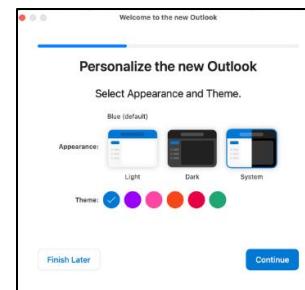 Welcome to the new Outlook
Personalize the new Outlook
Select Appearance and Theme.
Blue (default)
Appearance:
Light Dark System
Theme:
Finish Later Continue